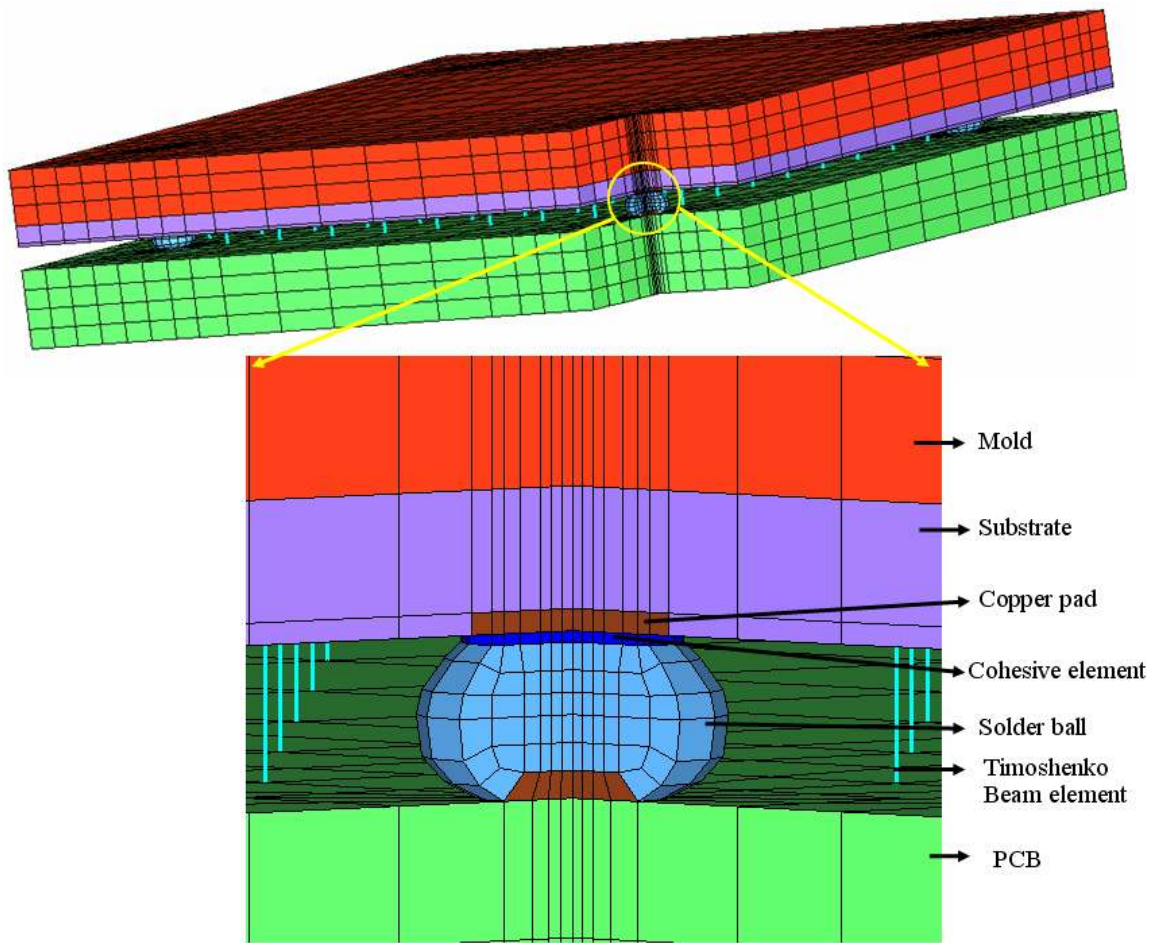 Mold
Substrate
Copper pad
Cohesive element
Solder ball
Timoshenko
Beam element
PCB